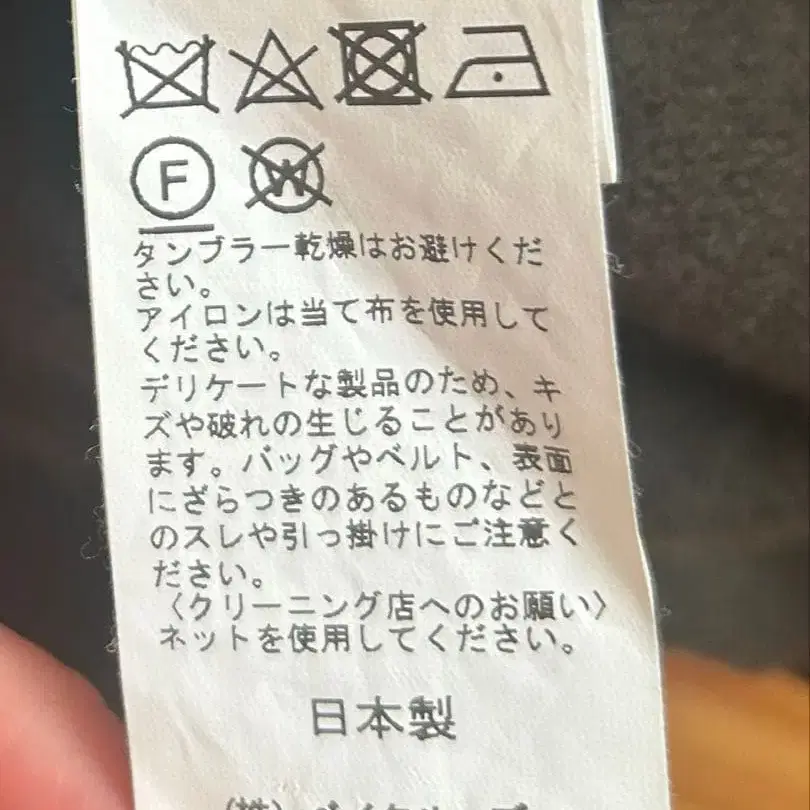 F
W
タンブラー乾燥はお避けくだ
さい。
アイロンは当て布を使用して
ください。
デリケートな製品のため、キ
ズや破れの生じることがあり
ます。バッグやベルト、表面
にざらつきのあるものなどと
のスレや引っ掛けにご注意く
ださい。
〈クリーニング店へのお願い〉
ネットを使用してください。
日本製